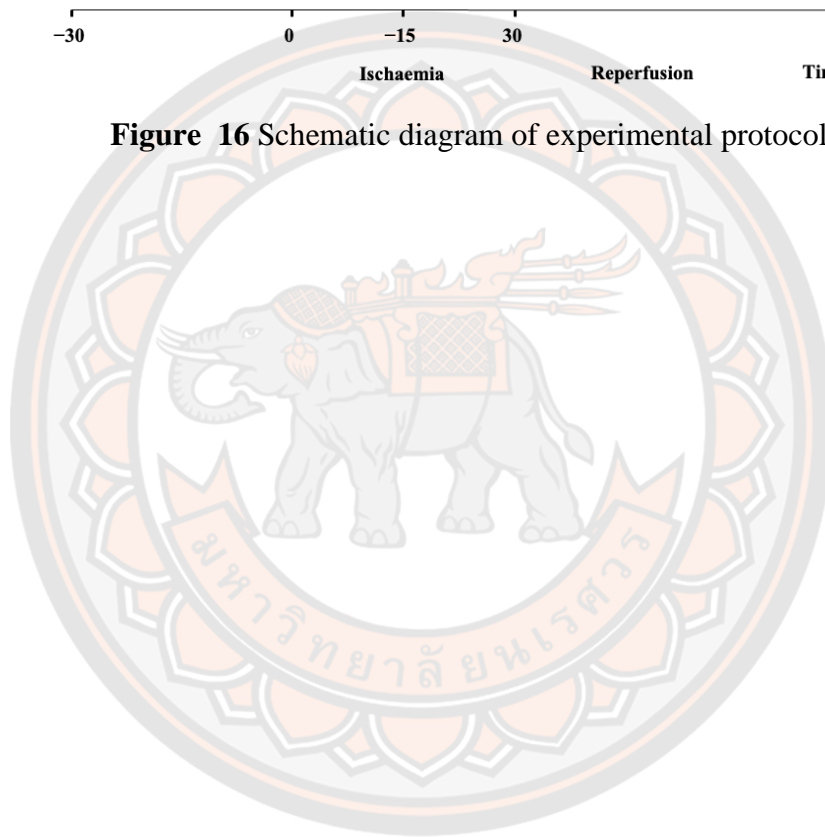 −30 0 −15 30
Ischaemia Reperfusion
Figure 16 Schematic diagram of experimental protocol
มหาวิทยาลัยนเรศวร